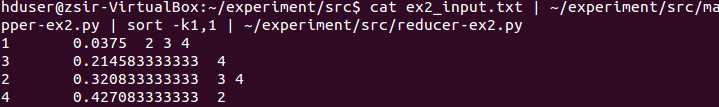 hduser@zsir-VirtualBox:~/experiment/src$ cat ex2_input.txt | ~/experiment/src/ma
pper-ex2.py | sort -k1,1 | ~/experiment/src/reducer-ex2.py
1       0.0375  2 3 4
3       0.214583333333  4
2       0.320833333333  3 4
4       0.427083333333  2